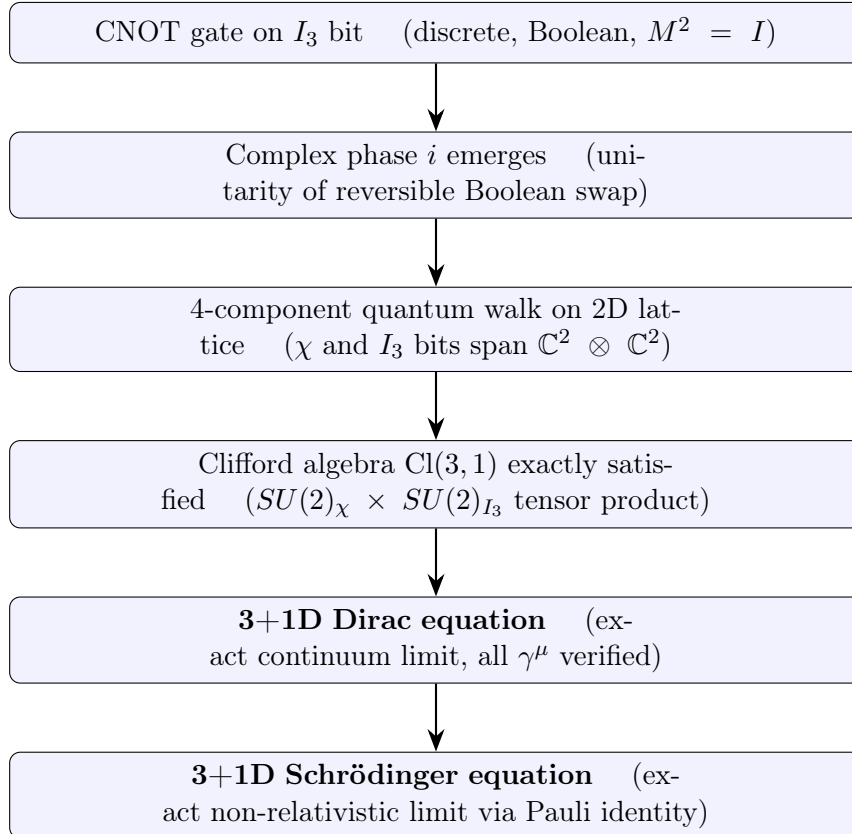 CNOT gate on I₃ bit (discrete, Boolean, M² = I)
Complex phase i emerges (uni-
tarity of reversible Boolean swap)
4-component quantum walk on 2D lat-
tice (χ and I₃ bits span ℂ² ⊗ ℂ²)
Clifford algebra Cl(3, 1) exactly satis-
fied (SU(2)_χ × SU(2)_{I₃} tensor product)
3+1D Dirac equation (ex-
act continuum limit, all γ^μ verified)
3+1D Schrödinger equation (ex-
act non-relativistic limit via Pauli identity)